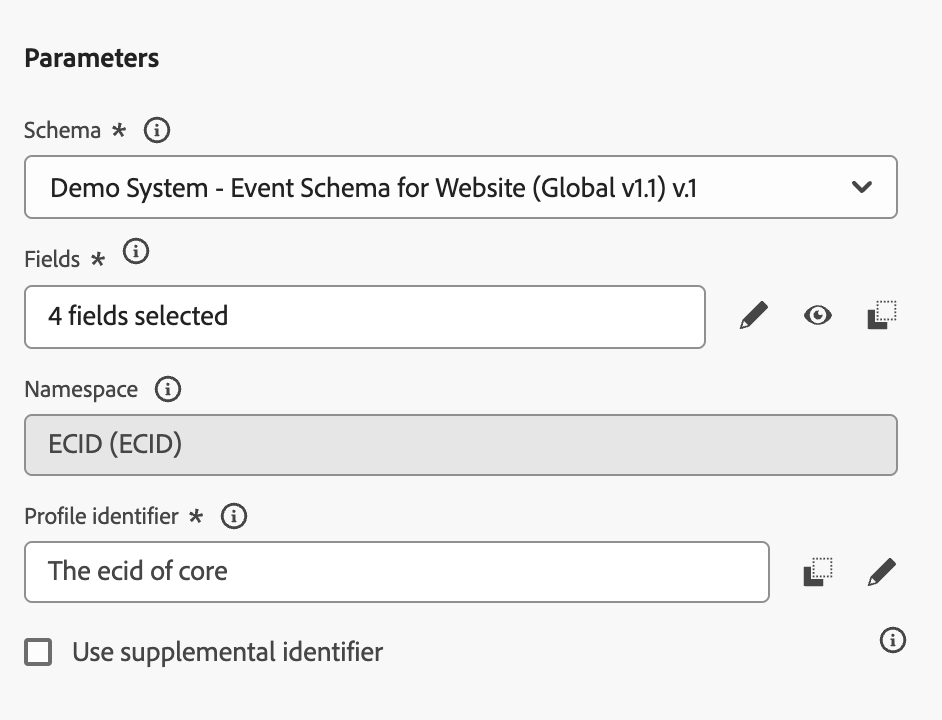 Parameters
Schema *
Demo System - Event Schema for Website (Global v1.1) v.1
Fields *
4 fields selected
Namespace
ECID (ECID)
Profile identifier *
The ecid of core
Use supplemental identifier